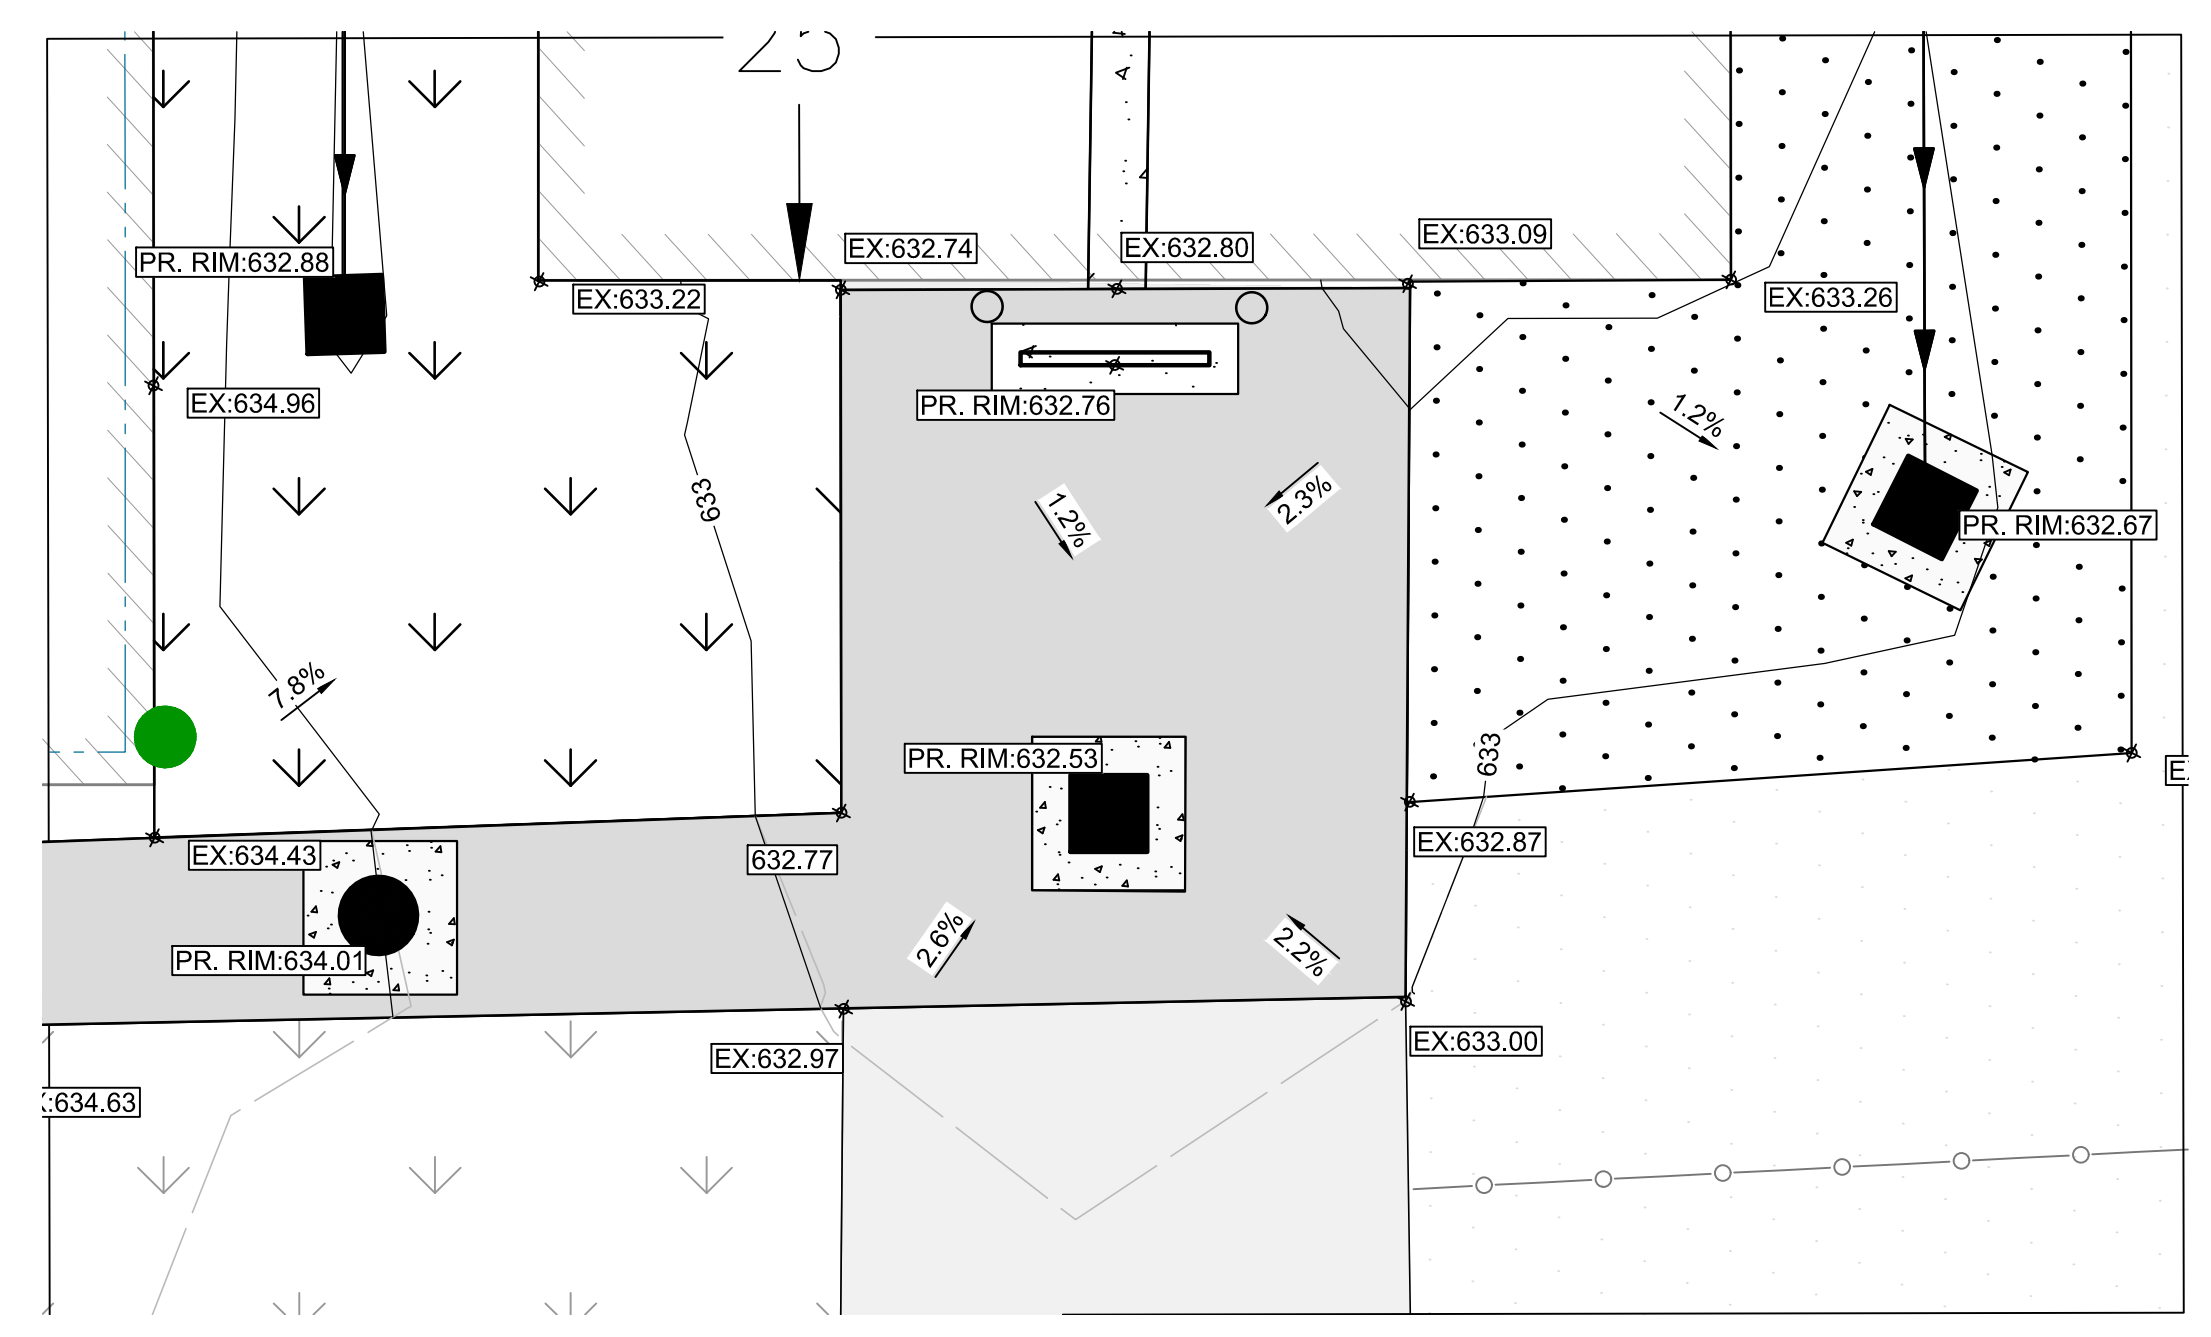 25
EX:632.74
EX:632.80
EX:633.09
PR. RIM:632.88
EX:633.22
EX:633.26
EX:634.96
PR. RIM:632.76
1.2%
633
1.2%
2.3%
PR. RIM:632.67
7.8%
PR. RIM:632.53
633
EX:634.43
632.77
EX:632.87
PR. RIM:634.01
2.6%
2.2%
EX:632.97
EX:633.00
:634.63